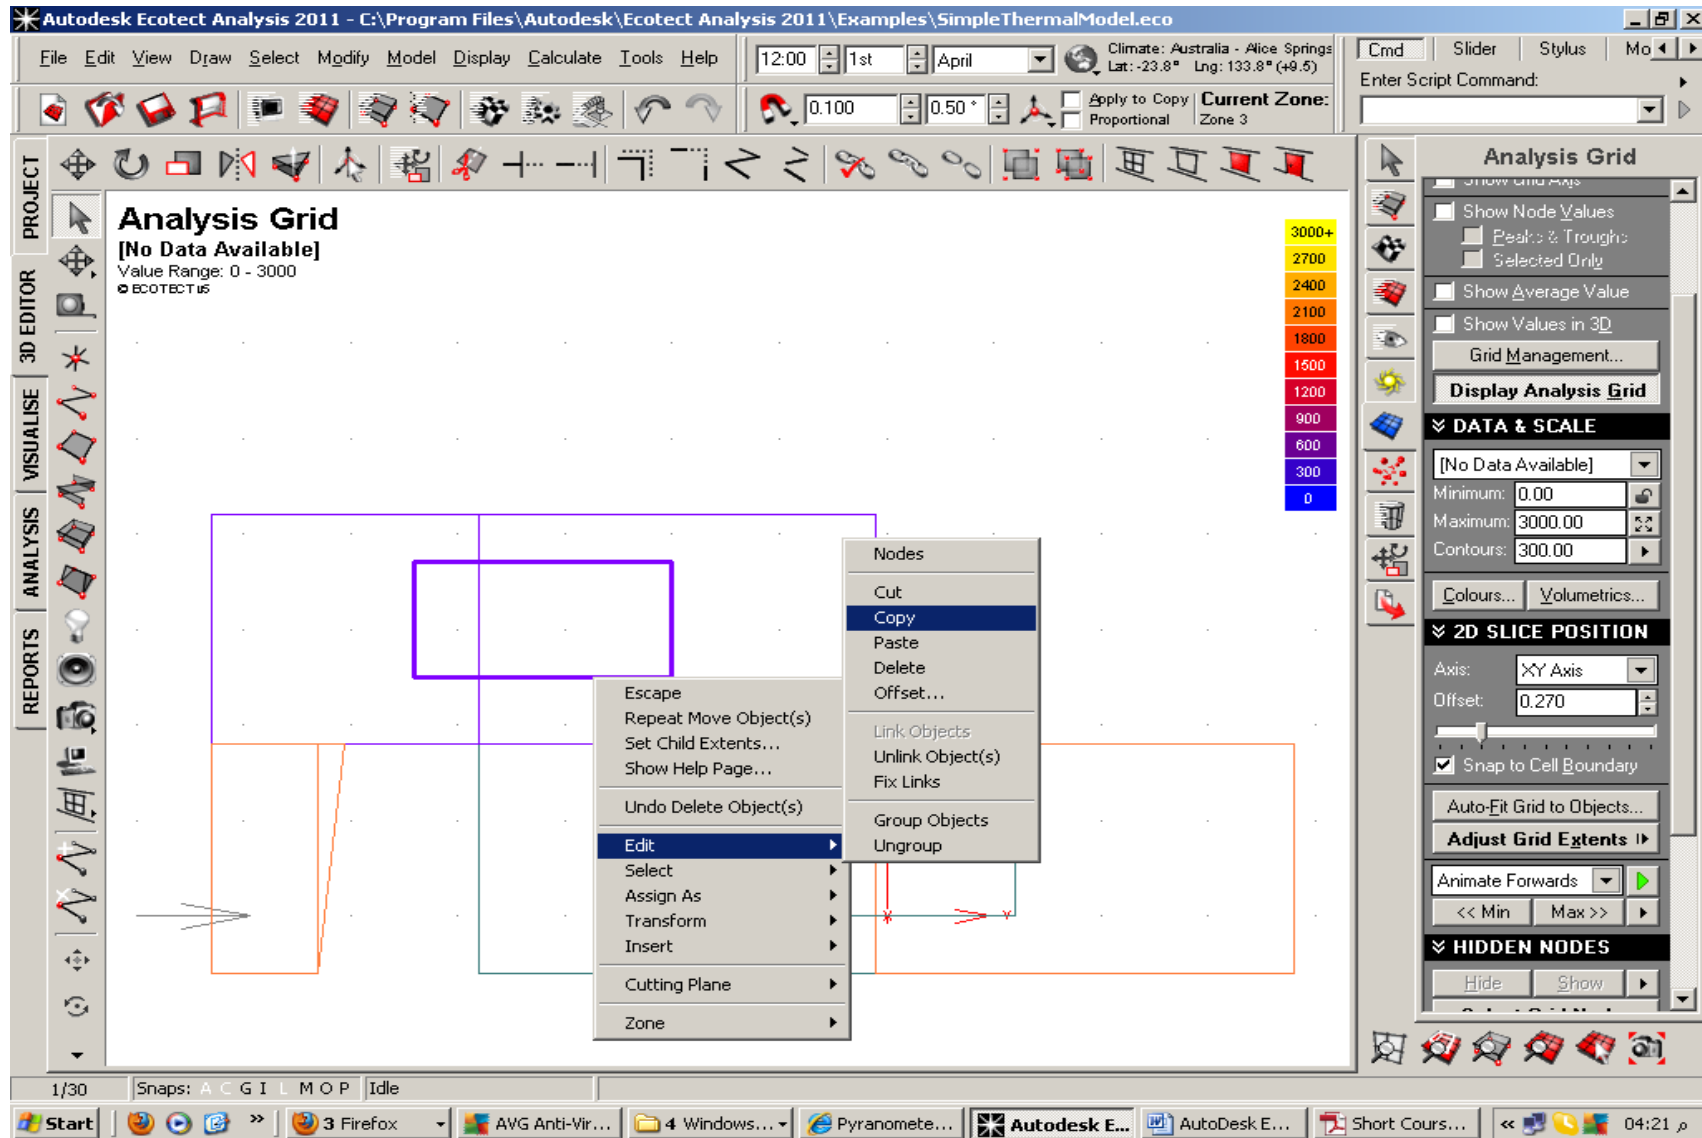 Autodesk Ecotect Analysis 2011 - C:\Program Files\Autodesk\Ecotect Analysis 2011\Examples\SimpleThermalModel.eco
File Edit View Draw Select Modify Model Display Calculate Tools Help
12:00 1st April
Climate: Australia - Alice Springs
Lat: -23.8° Lng: 133.8° (+9.5)
Cmd Slider Stylus Mo
Enter Script Command:
0.100 0.50 °
Apply to Copy
Proportional
Current Zone:
Zone 3
PROJECT
3D EDITOR
VISUALISE
ANALYSIS
REPORTS
Analysis Grid
[No Data Available]
Value Range: 0 - 3000
© ECOTECT v5
3000+
2700
2400
2100
1800
1500
1200
900
600
300
0
Escape
Repeat Move Object(s)
Set Child Extents...
Show Help Page...
Undo Delete Object(s)
Edit
Select
Assign As
Transform
Insert
Cutting Plane
Zone
Nodes
Cut
Copy
Paste
Delete
Offset...
Link Objects
Unlink Object(s)
Fix Links
Group Objects
Ungroup
Analysis Grid
Show Grid Axis
Show Node Values
Peaks & Troughs
Selected Only
Show Average Value
Show Values in 3D
Grid Management...
Display Analysis Grid
DATA & SCALE
[No Data Available]
Minimum: 0.00
Maximum: 3000.00
Contours: 300.00
Colours... Volumetrics...
2D SLICE POSITION
Axis: XY Axis
Offset: 0.270
Snap to Cell Boundary
Auto-Fit Grid to Objects...
Adjust Grid Extents
Animate Forwards
<< Min Max >>
HIDDEN NODES
Hide Show
1/30 Snaps: A C G I L M O P Idle
Start 3 Firefox AVG Anti-Vir... 4 Windows... Pyranomete... Autodesk E... AutoDesk E... Short Cours... 04:21 م